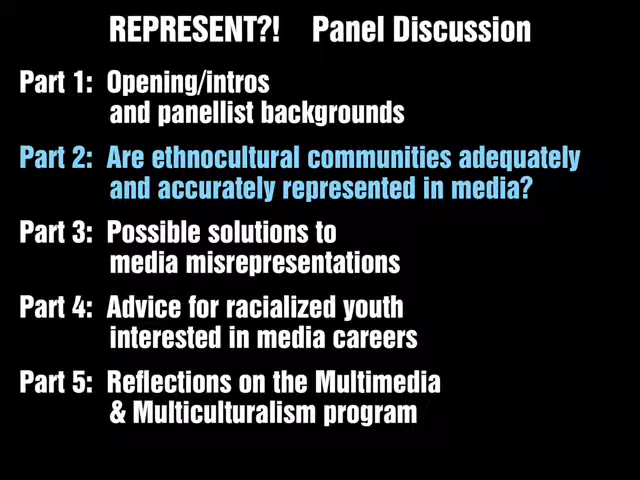 REPRESENT?! Panel Discussion
Part 1: Opening/intros
and panellist backgrounds
Part 2: Are ethnocultural communities adequately
and accurately represented in media?
Part 3: Possible solutions to
media misrepresentations
Part 4: Advice for racialized youth
interested in media careers
Part 5: Reflections on the Multimedia
& Multiculturalism program